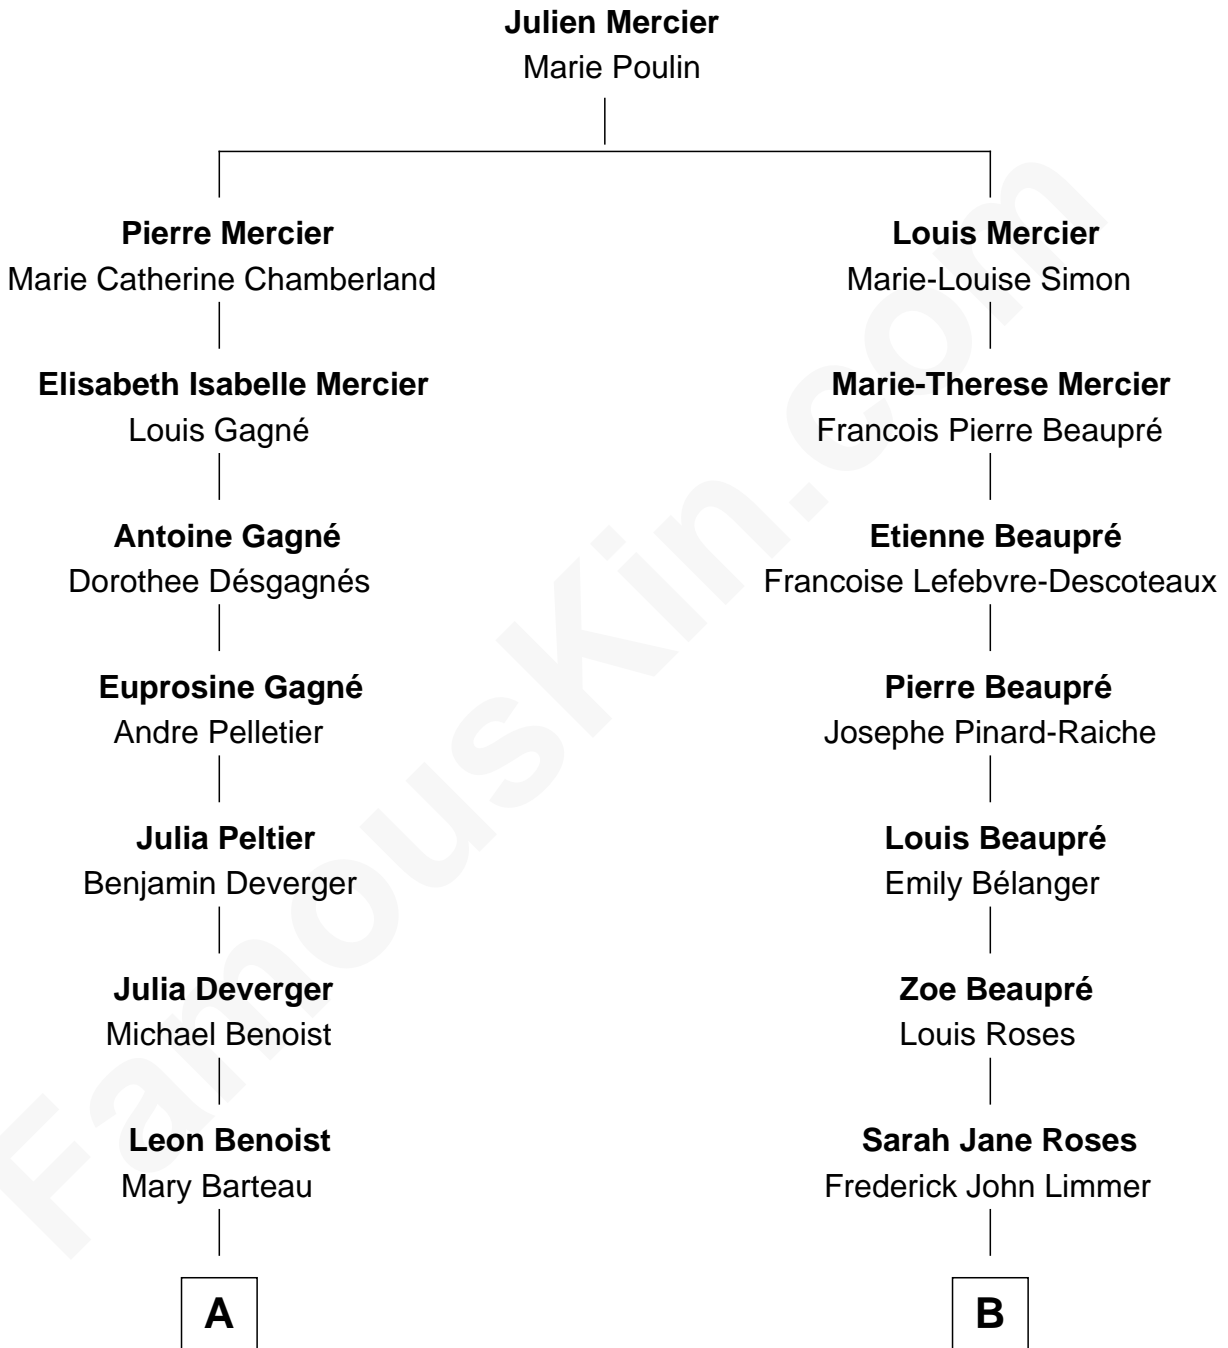 Julien Mercier
Marie Poulin
Pierre Mercier
Marie Catherine Chamberland
Louis Mercier
Marie-Louise Simon
Elisabeth Isabelle Mercier
Louis Gagné
Marie-Therese Mercier
Francois Pierre Beaupré
Antoine Gagné
Dorothee Désgagnés
Etienne Beaupré
Francoise Lefebvre-Descoteaux
Euprosine Gagné
Andre Pelletier
Pierre Beaupré
Josephe Pinard-Raiche
Julia Peltier
Benjamin Deverger
Louis Beaupré
Emily Bélanger
Julia Deverger
Michael Benoist
Zoe Beaupré
Louis Roses
Leon Benoist
Mary Barteau
Sarah Jane Roses
Frederick John Limmer
A
B
FamousKin.com